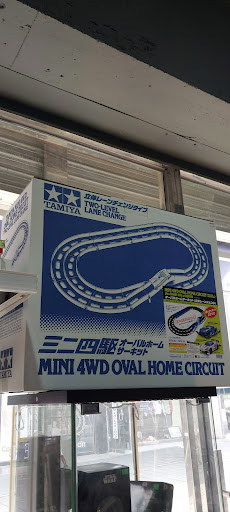 TAMIYA
立体レーンチェンジタイプ
TWO-LEVEL
LANE CHANGE
ミニ四駆
オーバルホーム
サーキット
MINI 4WD OVAL HOME CIRCUIT
STAR WARS